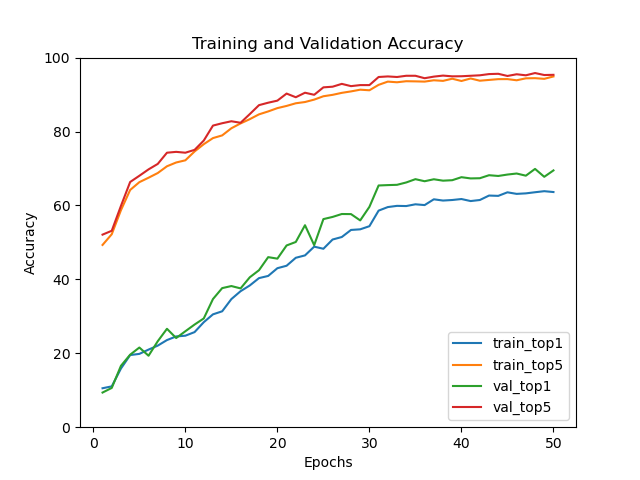 Training and Validation Accuracy
100
80
60
40
20
0
Accuracy
0 10 20 30 40 50
Epochs
train_top1
train_top5
val_top1
val_top5